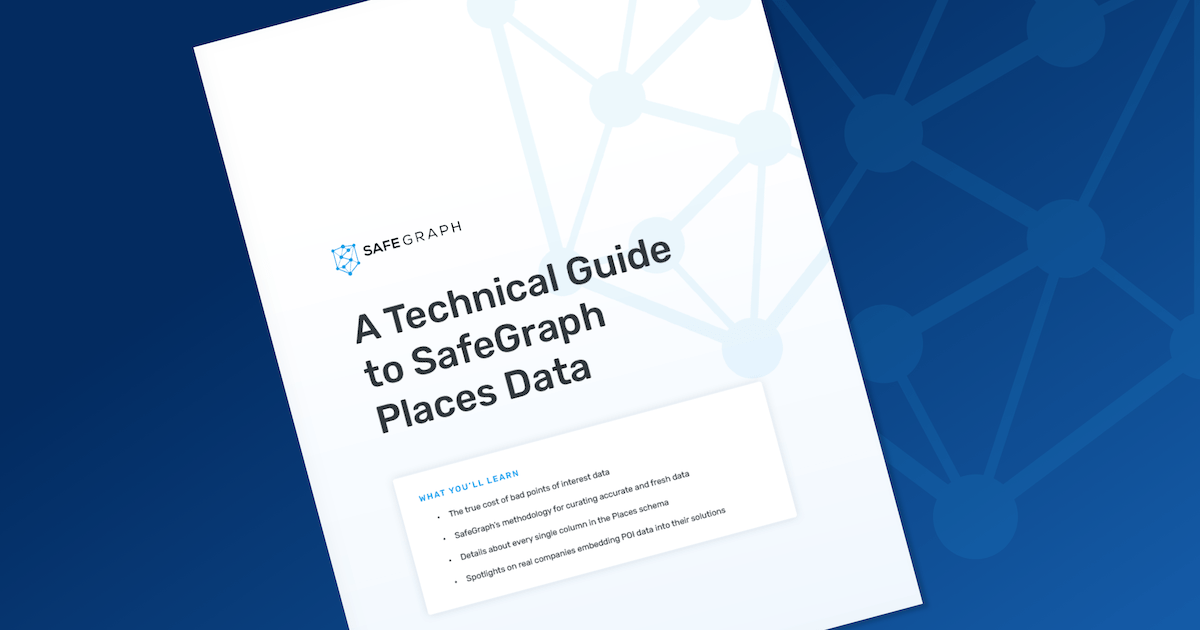 SAFEGRAPH
A Technical Guide
to SafeGraph
Places Data
WHAT YOU'LL LEARN
• The true cost of bad points of interest data
• SafeGraph's methodology for curating accurate and fresh data
• Details about every single column in the Places schema
• Spotlights on real companies embedding POI data into their solutions